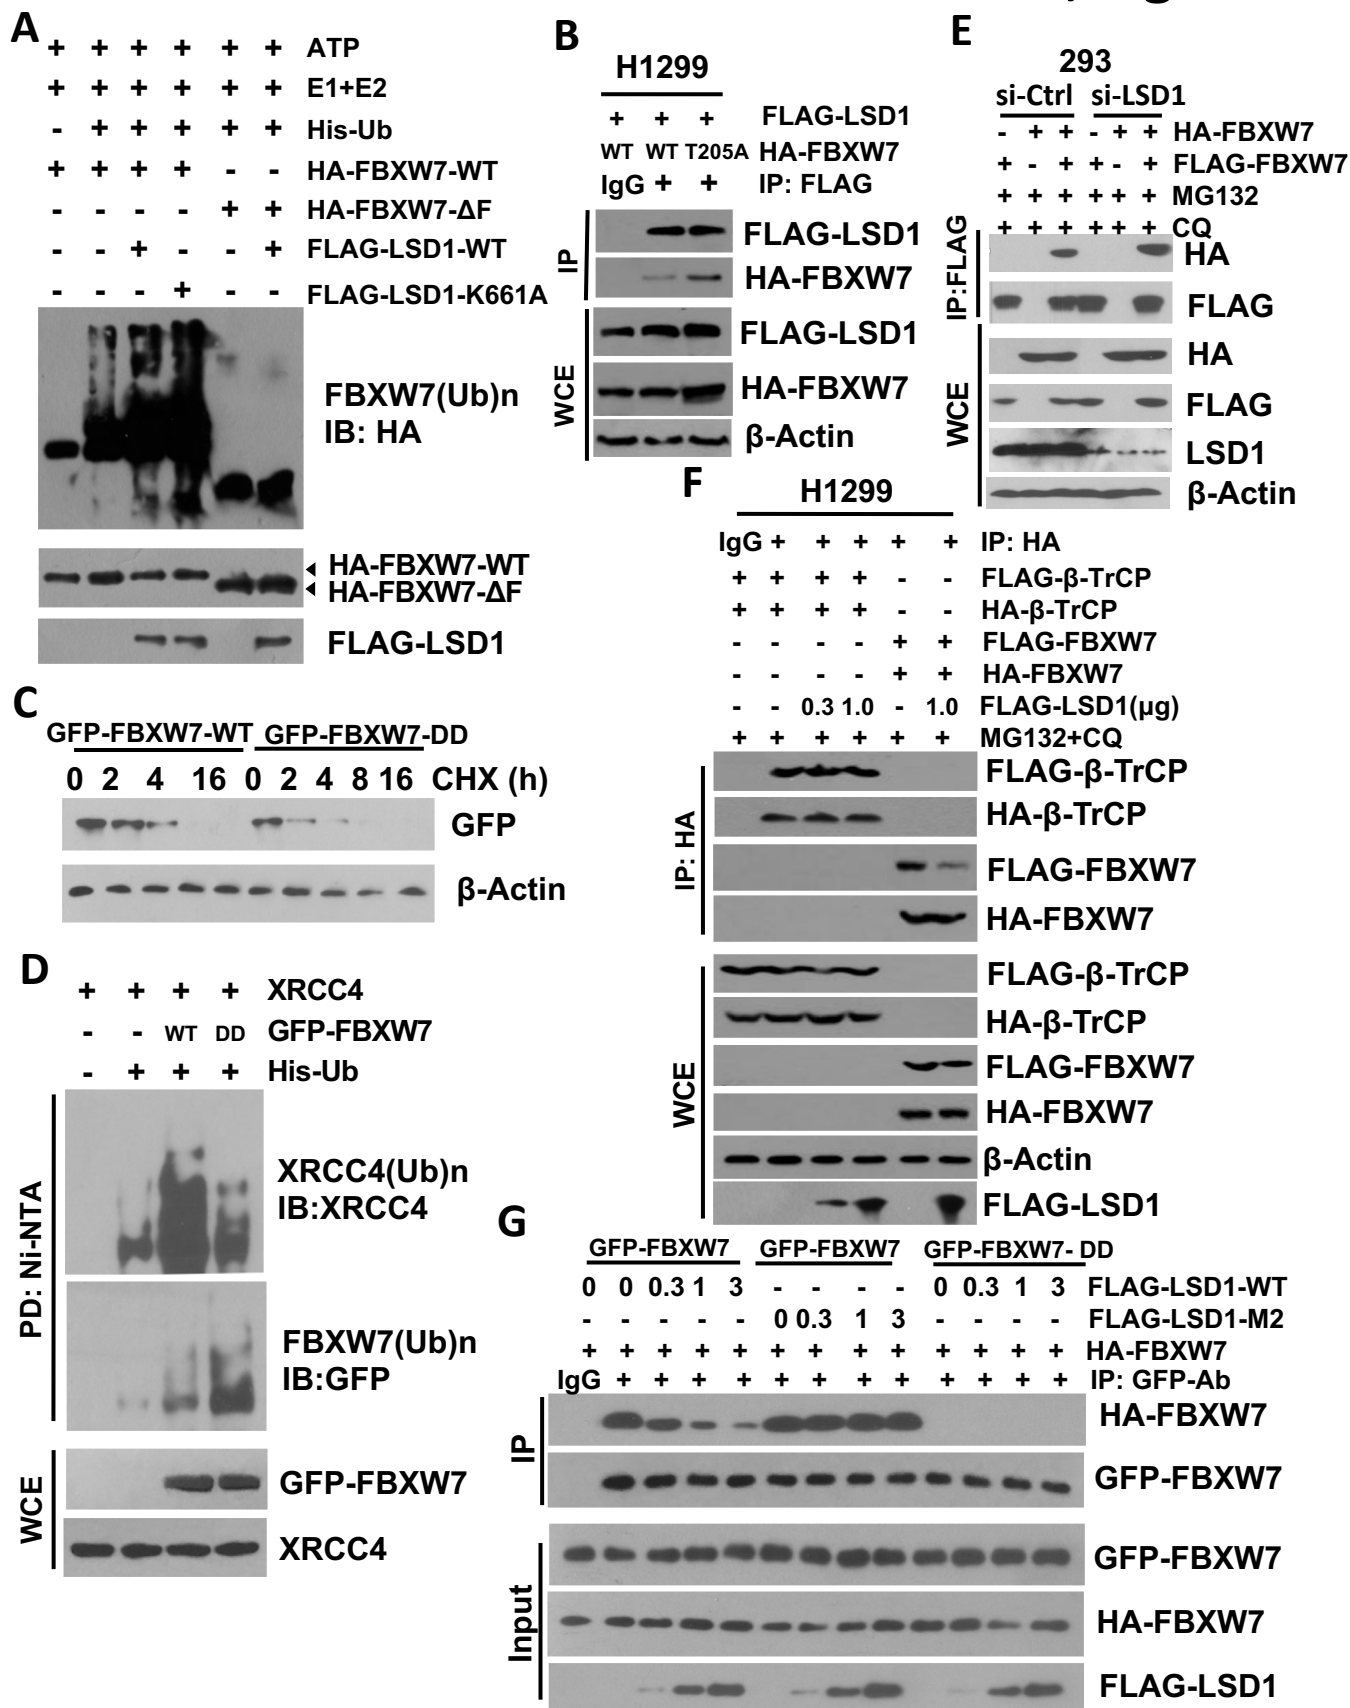 A
+ + + + + + ATP
+ + + + + + E1+E2
- + + + + + His-Ub
+ + + + - - HA-FBXW7-WT
- - - - + + HA-FBXW7-ΔF
- - + - - + FLAG-LSD1-WT
- - - + - - FLAG-LSD1-K661A
FBXW7(Ub)n
IB: HA
HA-FBXW7-WT
HA-FBXW7-ΔF
FLAG-LSD1
B
H1299
+ + + FLAG-LSD1
WT WT T205A HA-FBXW7
IgG + + IP: FLAG
IP
FLAG-LSD1
HA-FBXW7
WCE
FLAG-LSD1
HA-FBXW7
β-Actin
C
GFP-FBXW7-WT GFP-FBXW7-DD
0 2 4 16 0 2 4 8 16 CHX (h)
GFP
β-Actin
D
+ + + + XRCC4
- - WT DD GFP-FBXW7
- + + + His-Ub
PD: Ni-NTA
XRCC4(Ub)n
IB:XRCC4
FBXW7(Ub)n
IB:GFP
WCE
GFP-FBXW7
XRCC4
E
293
si-Ctrl si-LSD1
- + + - + + HA-FBXW7
+ - + + - + FLAG-FBXW7
+ + + + + + MG132
+ + + + + + CQ
IP:FLAG
HA
FLAG
WCE
HA
FLAG
LSD1
β-Actin
F
H1299
IgG + + + + + IP: HA
+ + + + - - FLAG-β-TrCP
+ + + + - - HA-β-TrCP
- - - - + + FLAG-FBXW7
- - - - + + HA-FBXW7
- - 0.3 1.0 - 1.0 FLAG-LSD1(μg)
+ + + + + + MG132+CQ
IP: HA
FLAG-β-TrCP
HA-β-TrCP
FLAG-FBXW7
HA-FBXW7
WCE
FLAG-β-TrCP
HA-β-TrCP
FLAG-FBXW7
HA-FBXW7
β-Actin
FLAG-LSD1
G
GFP-FBXW7 GFP-FBXW7 GFP-FBXW7- DD
0 0 0.3 1 3 - - - - 0 0.3 1 3 FLAG-LSD1-WT
- - - - - 0 0.3 1 3 - - - - FLAG-LSD1-M2
+ + + + + + + + + + + + + HA-FBXW7
IgG + + + + + + + + + + + + IP: GFP-Ab
IP
HA-FBXW7
GFP-FBXW7
Input
GFP-FBXW7
HA-FBXW7
FLAG-LSD1